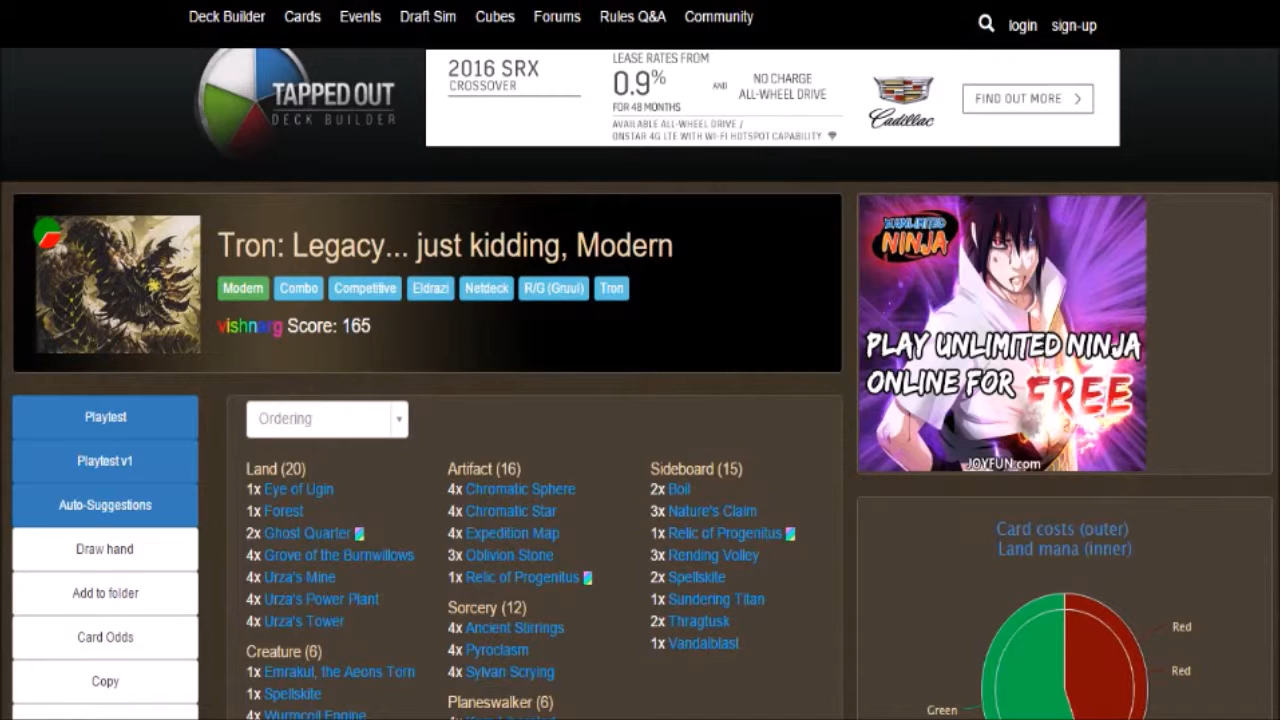 Deck Builder Cards Events Draft Sim Cubes Forums Rules Q&A Community login sign-up
TAPPED OUT
DECK BUILDER
2016 SRX
CROSSOVER
LEASE RATES FROM
0.9%
FOR 48 MONTHS
AND
NO CHARGE
ALL-WHEEL DRIVE
AVAILABLE ALL-WHEEL DRIVE /
ONSTAR 4G LTE WITH WI-FI HOTSPOT CAPABILITY
Cadillac
FIND OUT MORE
Tron: Legacy... just kidding, Modern
Modern Combo Competitive Eldrazi Netdeck R/G (Gruul) Tron
vishnarg Score: 165
UNLIMITED
NINJA
PLAY UNLIMITED NINJA
ONLINE FOR FREE
JOYFUN.com
Playtest
Playtest v1
Auto-Suggestions
Draw hand
Add to folder
Card Odds
Copy
Ordering
Land (20)
1x Eye of Ugin
1x Forest
2x Ghost Quarter
4x Grove of the Burnwillows
4x Urza's Mine
4x Urza's Power Plant
4x Urza's Tower
Creature (6)
1x Emrakul, the Aeons Torn
1x Spellskite
4x Wurmcoil Engine
Artifact (16)
4x Chromatic Sphere
4x Chromatic Star
4x Expedition Map
3x Oblivion Stone
1x Relic of Progenitus
Sorcery (12)
4x Ancient Stirrings
4x Pyroclasm
4x Sylvan Scrying
Planeswalker (6)
Sideboard (15)
2x Boil
3x Nature's Claim
1x Relic of Progenitus
3x Rending Volley
2x Spellskite
1x Sundering Titan
2x Thragtusk
1x Vandalblast
Card costs (outer)
Land mana (inner)
Red
Red
Green